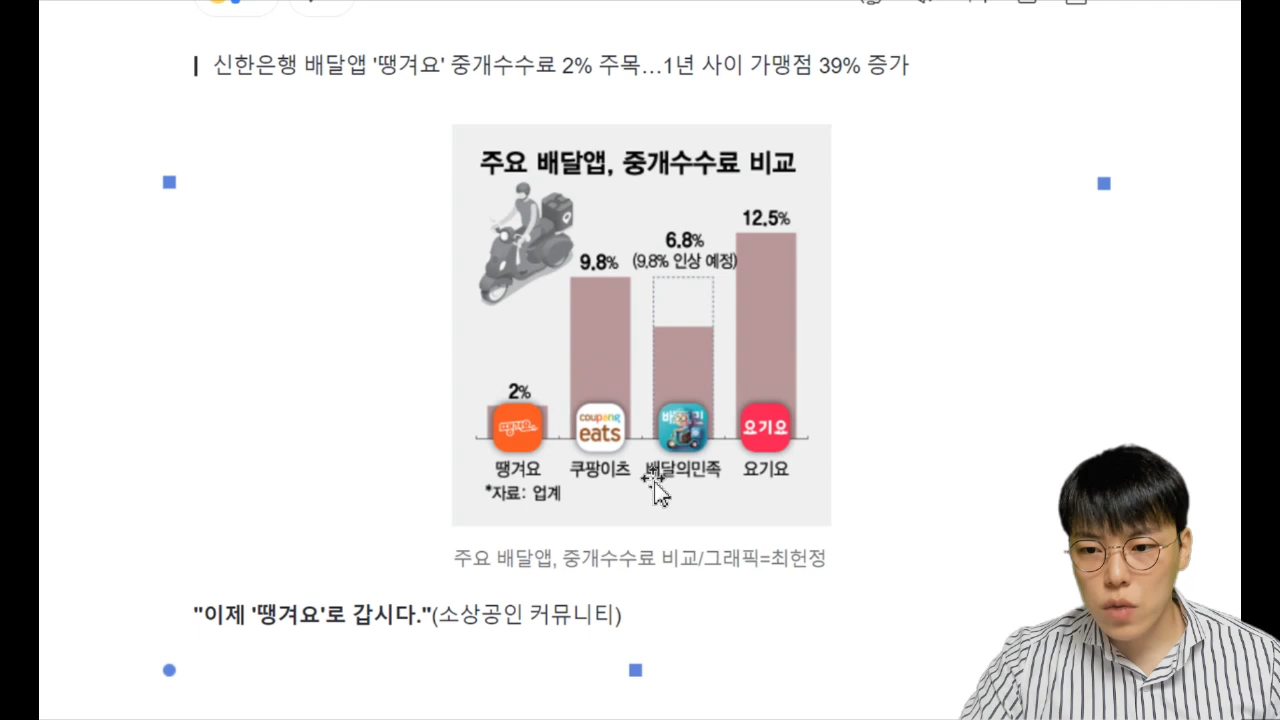 신한은행 배달앱 '땡겨요' 중개수수료 2% 주목…1년 사이 가맹점 39% 증가
주요 배달앱, 중개수수료 비교
12.5%
6.8%
9.8%
(9.8% 인상 예정)
2%
땡겨요
coupang
eats
요기요
땡겨요
쿠팡이츠
배달의민족
요기요
*자료: 업계
주요 배달앱, 중개수수료 비교/그래픽=최헌정
"이제 '땡겨요'로 갑시다."(소상공인 커뮤니티)